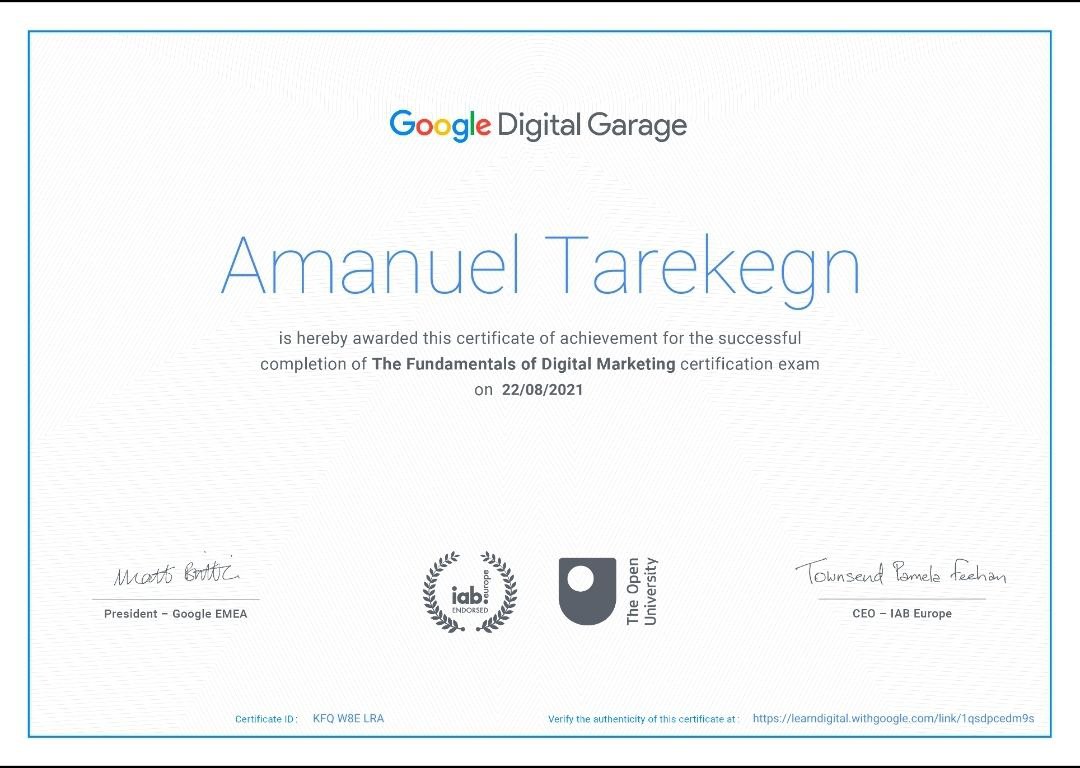 Google Digital Garage
Amanuel Tarekegn
is hereby awarded this certificate of achievement for the successful
completion of The Fundamentals of Digital Marketing certification exam
on 22/08/2021
Matt Brittin
President – Google EMEA
iab.
europe
ENDORSED
The Open
University
Townsend Pamela Feehan
CEO – IAB Europe
Certificate ID : KFQ W8E LRA
Verify the authenticity of this certificate at : https://learndigital.withgoogle.com/link/1qsdpcedm9s